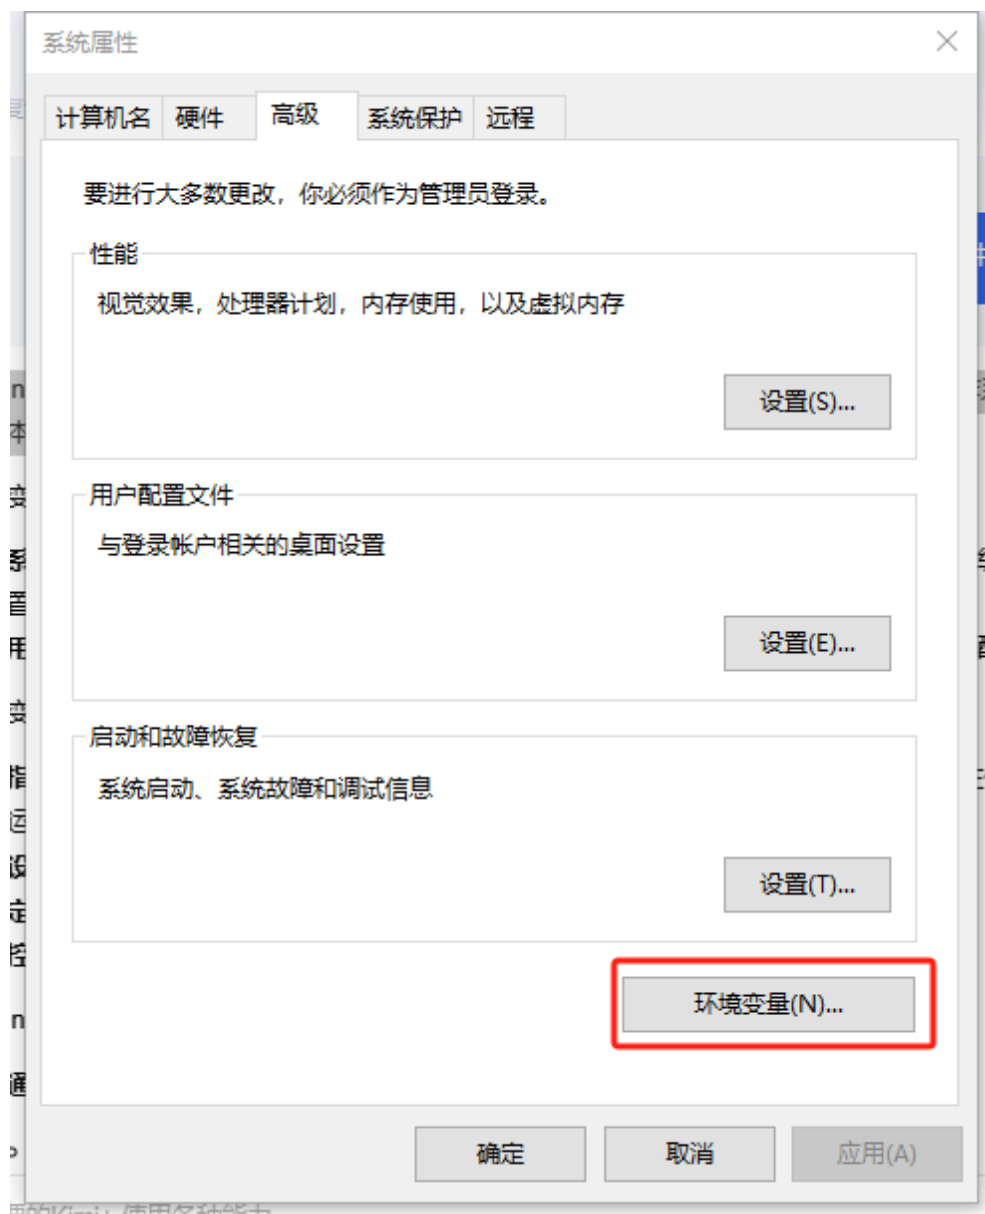 系统属性
计算机名 硬件 高级 系统保护 远程
要进行大多数更改，你必须作为管理员登录。
性能
视觉效果，处理器计划，内存使用，以及虚拟内存
设置(S)...
用户配置文件
与登录帐户相关的桌面设置
设置(E)...
启动和故障恢复
系统启动、系统故障和调试信息
设置(T)...
环境变量(N)...
确定 取消 应用(A)